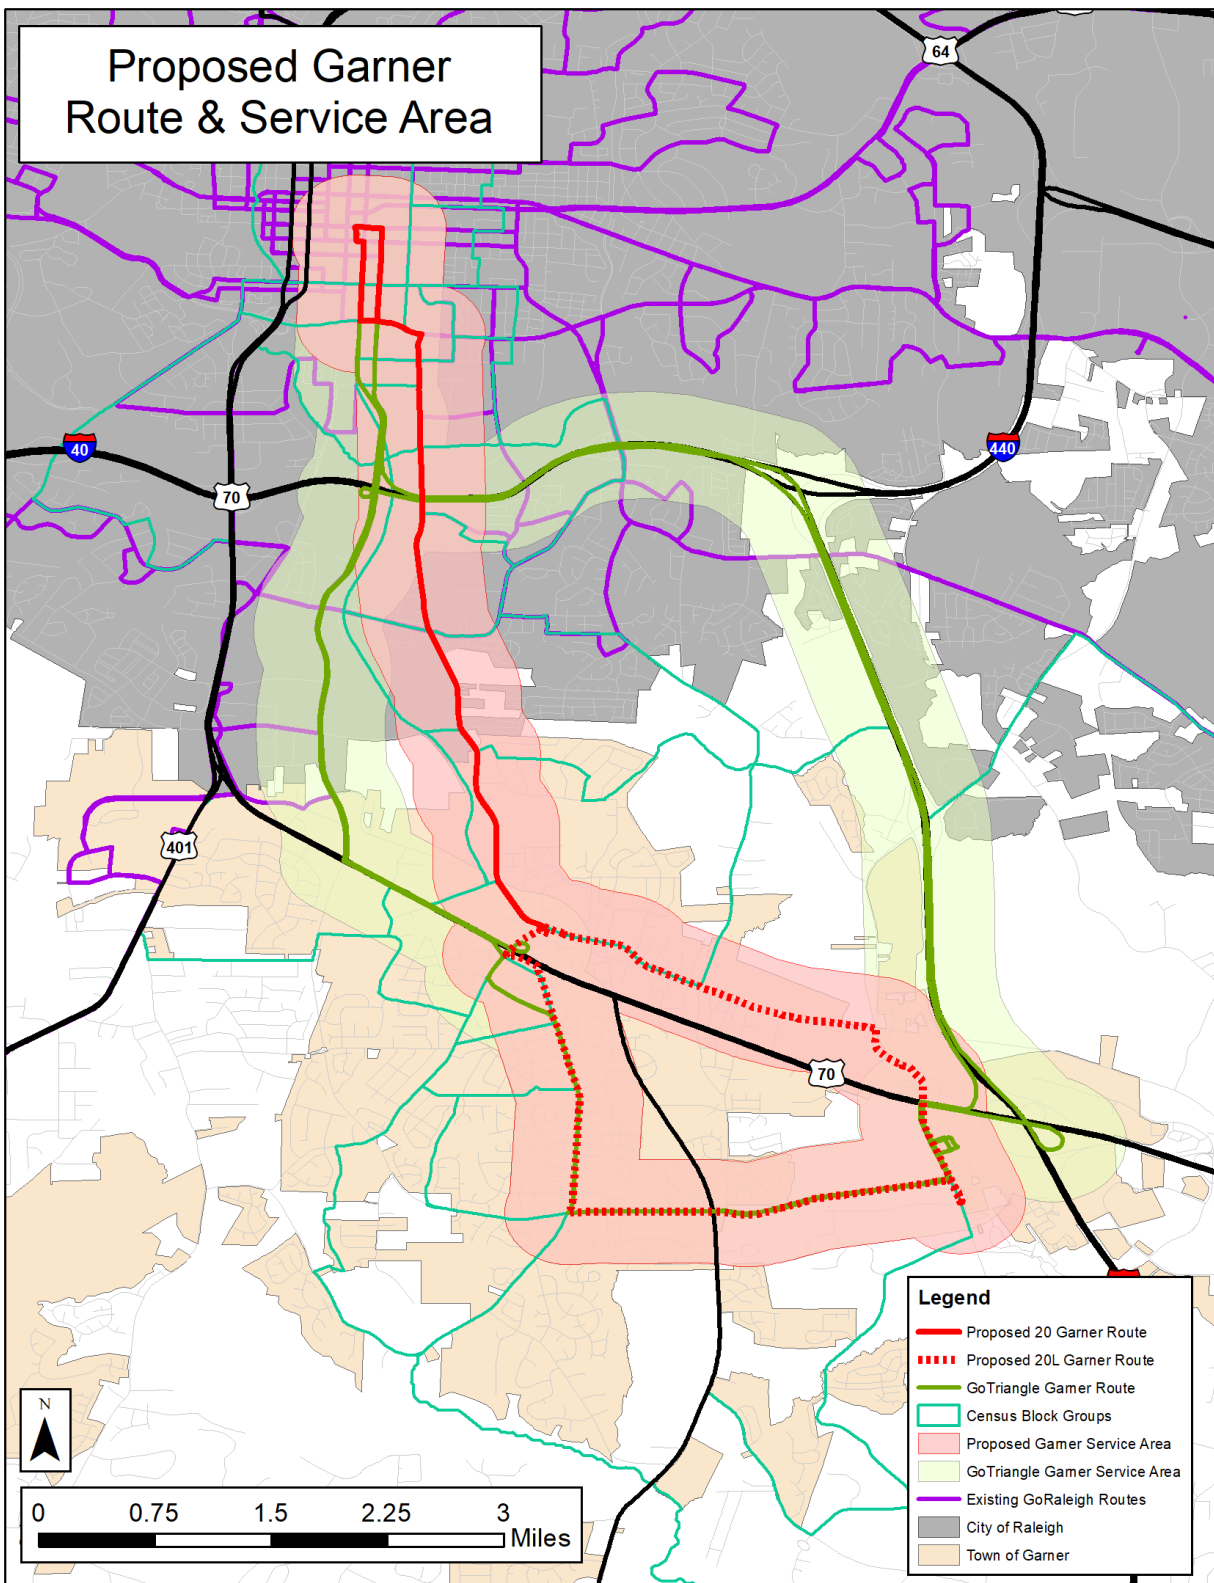 Proposed Garner
Route & Service Area
64
40
70
440
401
70
Legend
Proposed 20 Garner Route
Proposed 20L Garner Route
GoTriangle Garner Route
Census Block Groups
Proposed Garner Service Area
GoTriangle Garner Service Area
Existing GoRaleigh Routes
City of Raleigh
Town of Garner
N
0 0.75 1.5 2.25 3
Miles